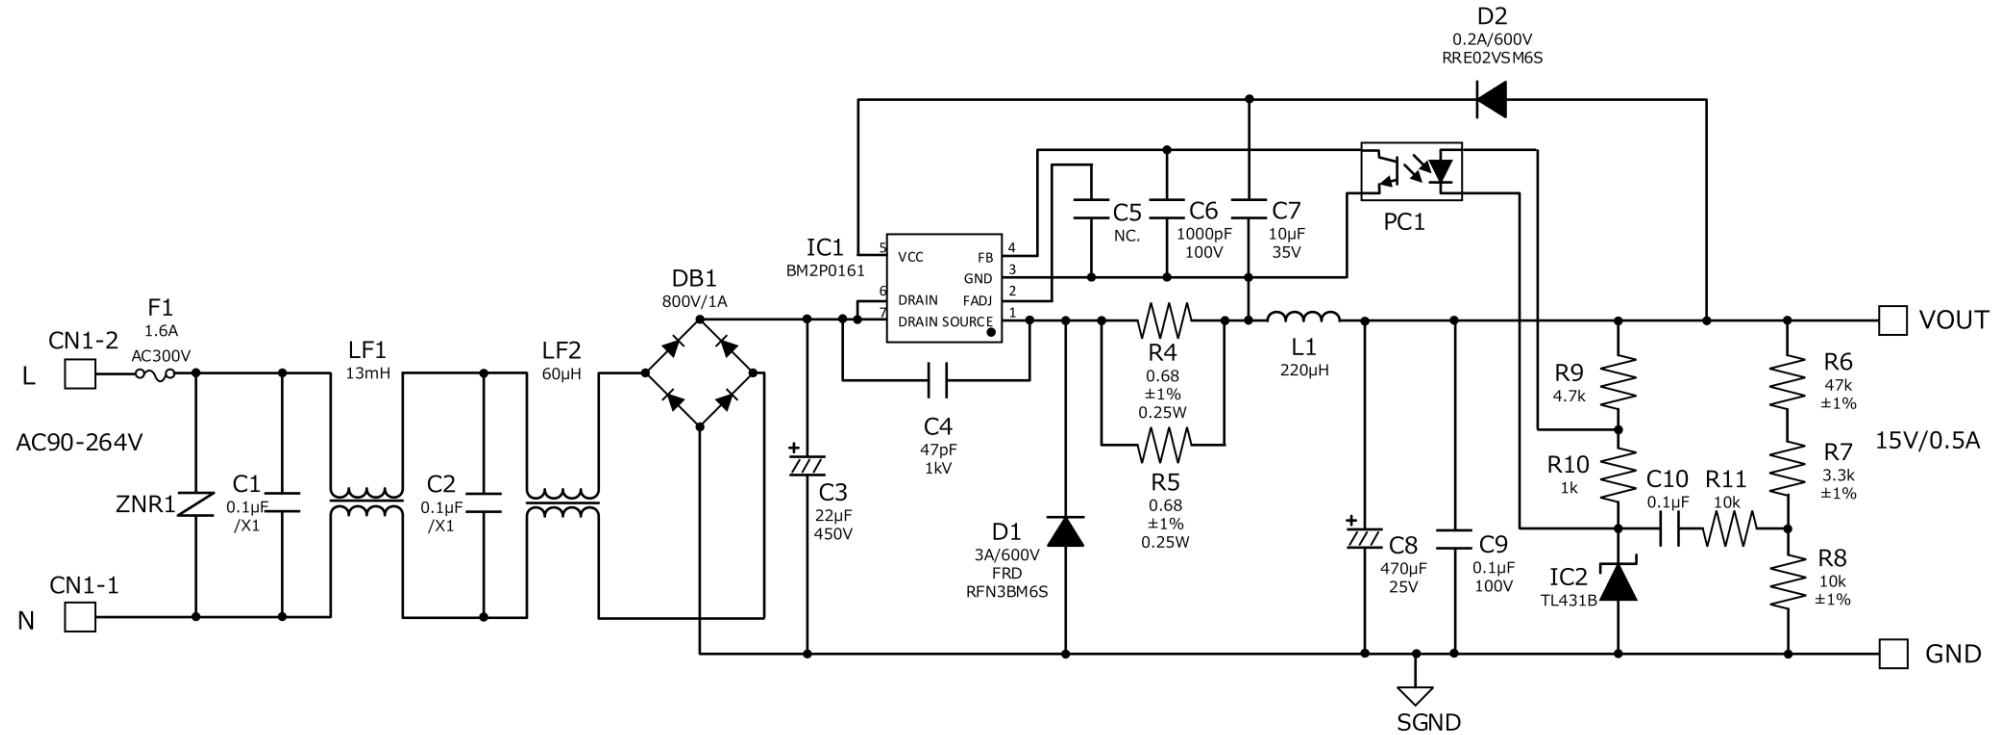 D2
0.2A/600V
RRE02VSM6S
IC1
BM2P0161
5
VCC
6
DRAIN
7
DRAIN
SOURCE
FB
4
GND
3
FADJ
2
1
C5
NC.
C6
1000pF
100V
C7
10µF
35V
PC1
DB1
800V/1A
F1
1.6A
AC300V
CN1-2
L
AC90-264V
CN1-1
N
ZNR1
C1
0.1µF
/X1
LF1
13mH
C2
0.1µF
/X1
LF2
60µH
C3
22µF
450V
+
C4
47pF
1kV
D1
3A/600V
FRD
RFN3BM6S
R4
0.68
±1%
0.25W
R5
0.68
±1%
0.25W
L1
220µH
+
C8
470µF
25V
C9
0.1µF
100V
R9
4.7k
R10
1k
C10
0.1µF
R11
10k
IC2
TL431B
R6
47k
±1%
R7
3.3k
±1%
R8
10k
±1%
VOUT
15V/0.5A
GND
SGND